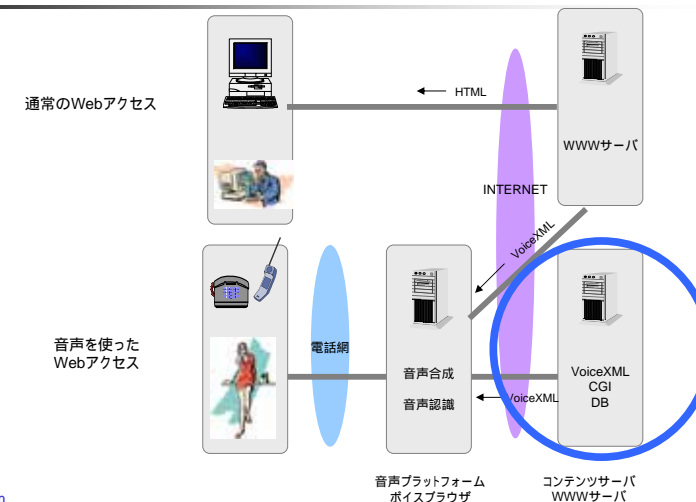 通常のWebアクセス
HTML
WWWサーバ
INTERNET
VoiceXML
音声を使った
Webアクセス
電話網
音声合成
音声認識
VoiceXML
VoiceXML
CGI
DB
音声プラットフォーム
ボイスブラウザ
コンテンツサーバ
WWWサーバ